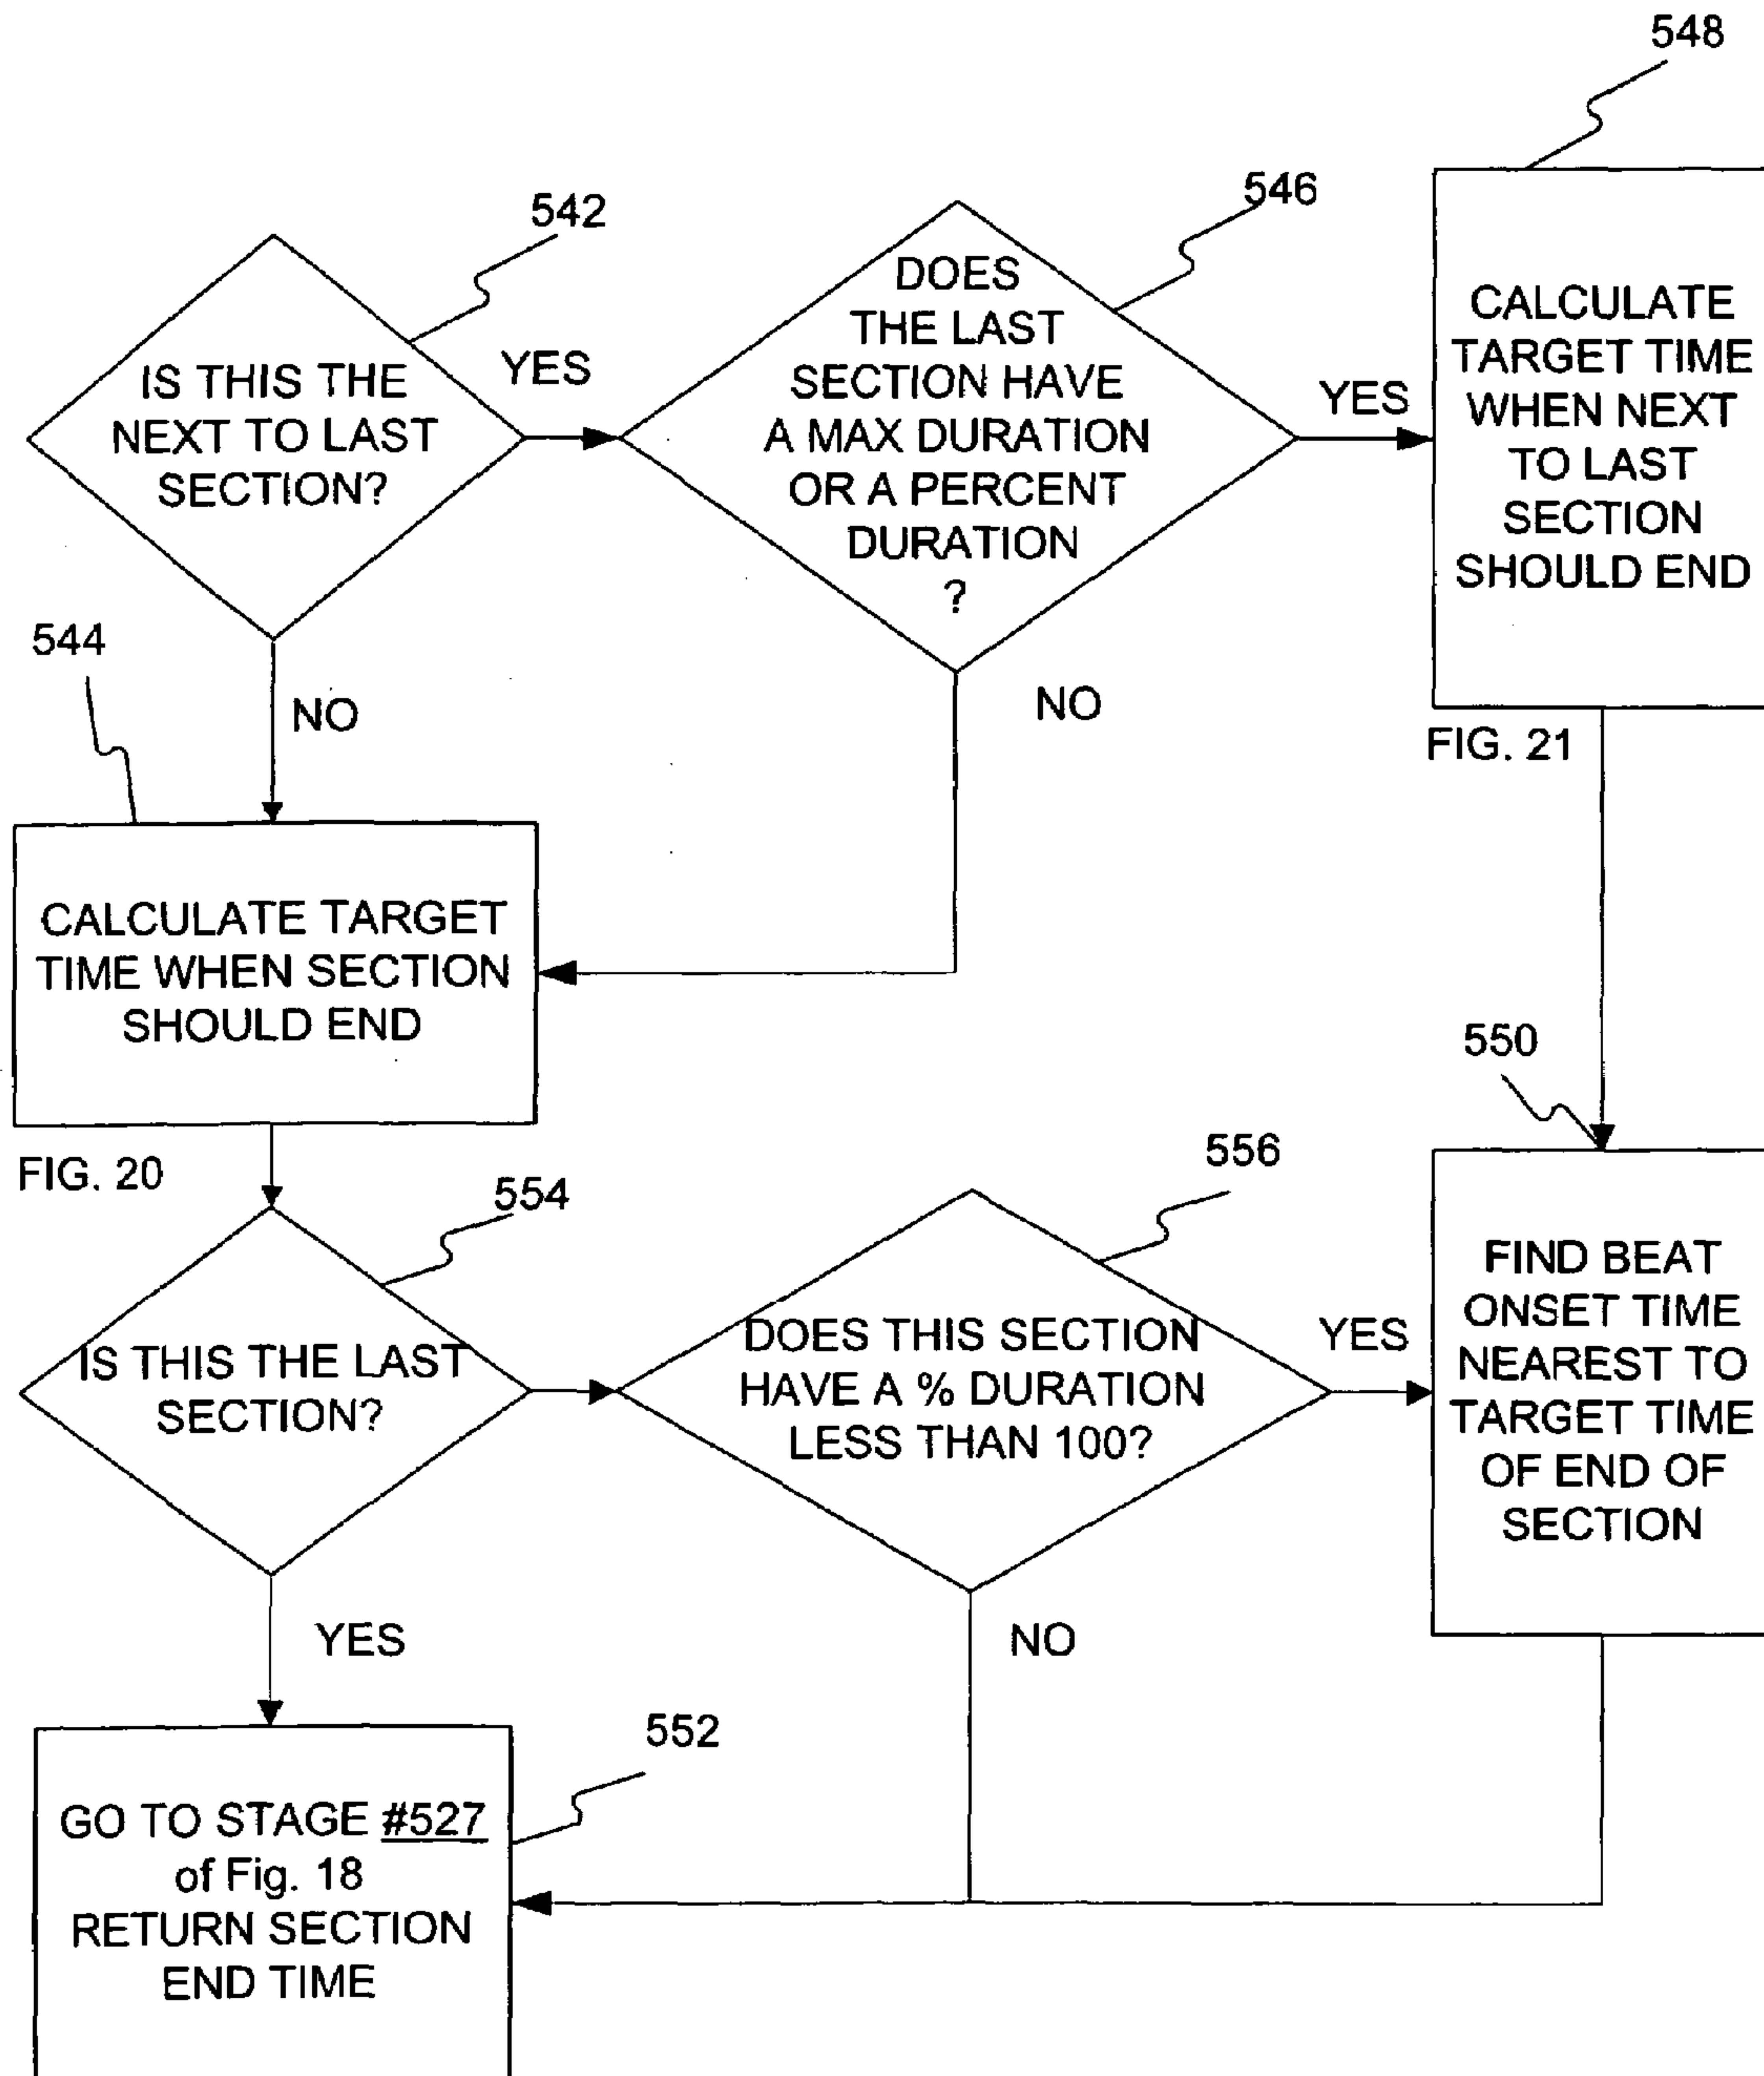 548
542
546
IS THIS THE
NEXT TO LAST
SECTION?
YES
DOES
THE LAST
SECTION HAVE
A MAX DURATION
OR A PERCENT
DURATION
?
YES
CALCULATE
TARGET TIME
WHEN NEXT
TO LAST
SECTION
SHOULD END
544
NO
NO
FIG. 21
CALCULATE TARGET
TIME WHEN SECTION
SHOULD END
550
FIG. 20
554
556
IS THIS THE LAST
SECTION?
DOES THIS SECTION
HAVE A % DURATION
LESS THAN 100?
YES
FIND BEAT
ONSET TIME
NEAREST TO
TARGET TIME
OF END OF
SECTION
YES
NO
552
GO TO STAGE #527
of Fig. 18
RETURN SECTION
END TIME